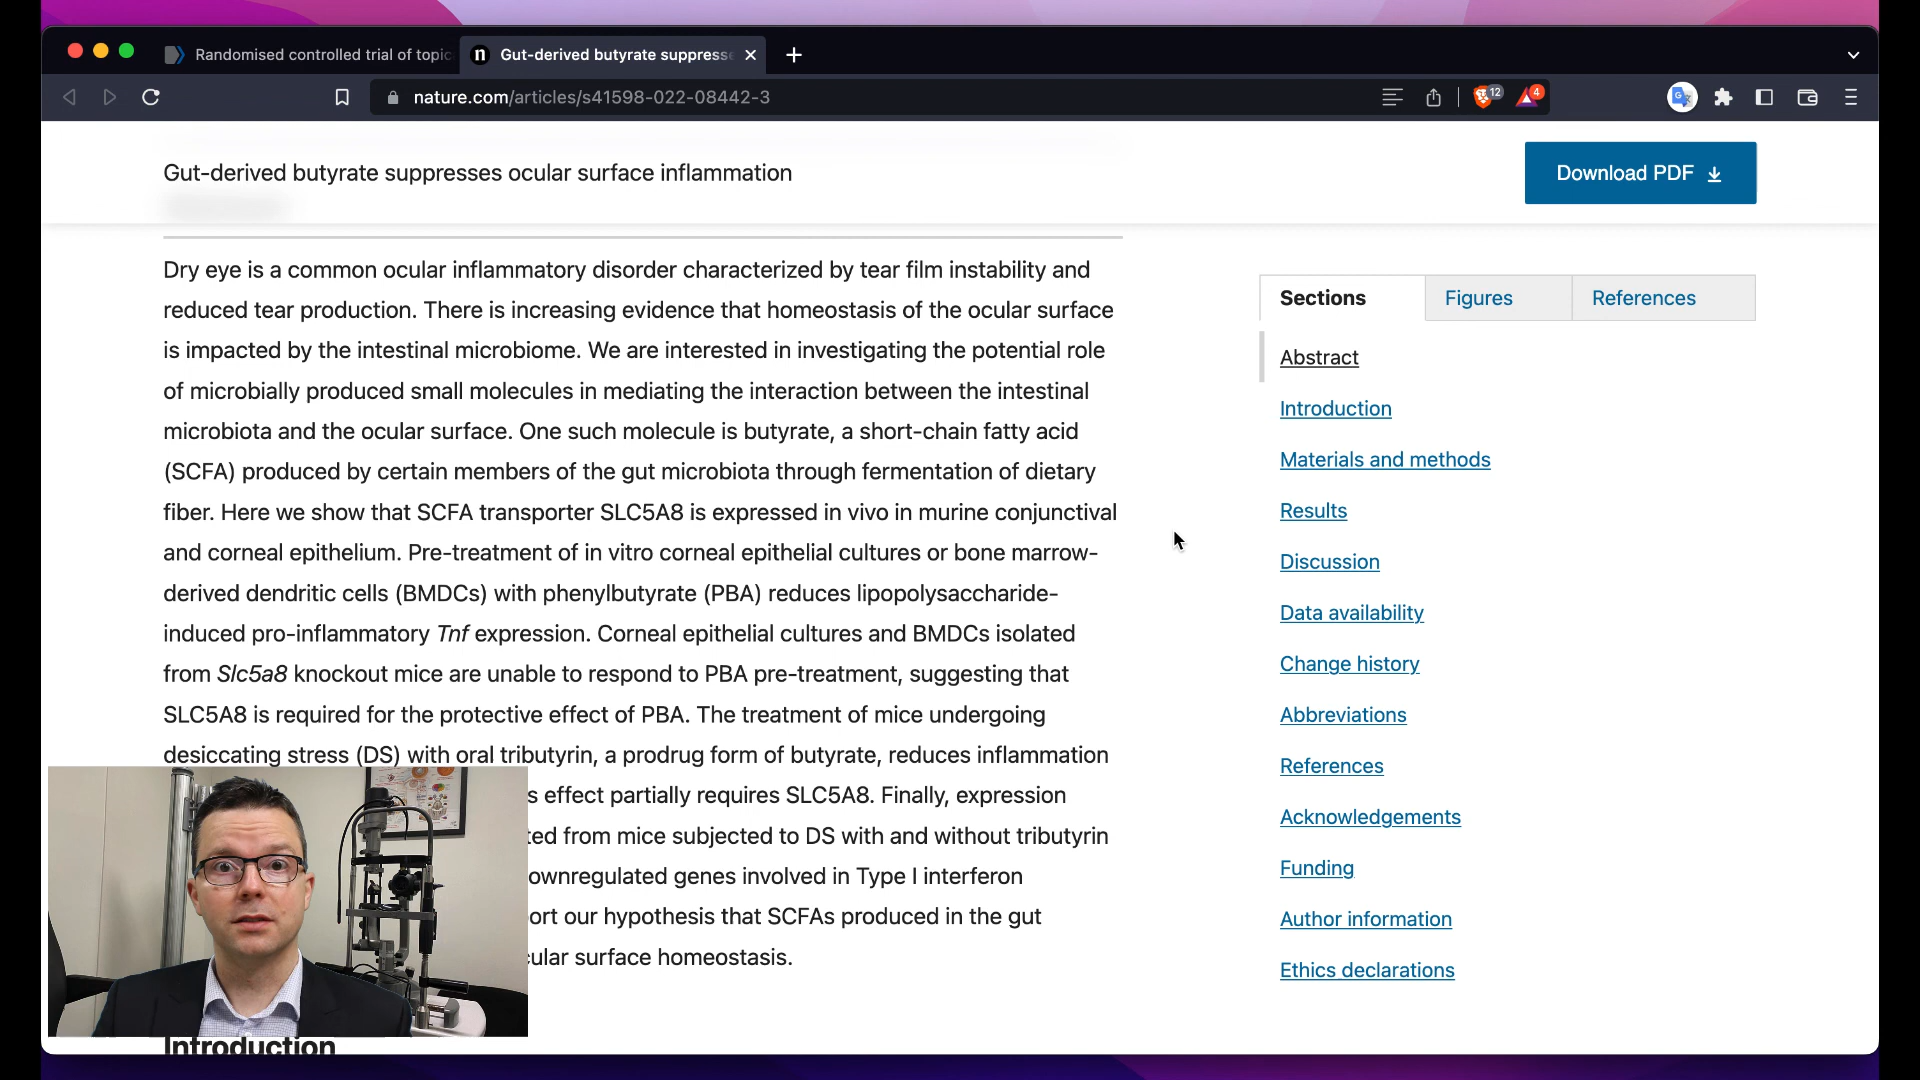 Randomised controlled trial of topic
Gut-derived butyrate suppresse
nature.com/articles/s41598-022-08442-3
12
4
Gut-derived butyrate suppresses ocular surface inflammation
Download PDF
Dry eye is a common ocular inflammatory disorder characterized by tear film instability and
reduced tear production. There is increasing evidence that homeostasis of the ocular surface
is impacted by the intestinal microbiome. We are interested in investigating the potential role
of microbially produced small molecules in mediating the interaction between the intestinal
microbiota and the ocular surface. One such molecule is butyrate, a short-chain fatty acid
(SCFA) produced by certain members of the gut microbiota through fermentation of dietary
fiber. Here we show that SCFA transporter SLC5A8 is expressed in vivo in murine conjunctival
and corneal epithelium. Pre-treatment of in vitro corneal epithelial cultures or bone marrow-
derived dendritic cells (BMDCs) with phenylbutyrate (PBA) reduces lipopolysaccharide-
induced pro-inflammatory Tnf expression. Corneal epithelial cultures and BMDCs isolated
from Slc5a8 knockout mice are unable to respond to PBA pre-treatment, suggesting that
SLC5A8 is required for the protective effect of PBA. The treatment of mice undergoing
desiccating stress (DS) with oral tributyrin, a prodrug form of butyrate, reduces inflammation
s effect partially requires SLC5A8. Finally, expression
ted from mice subjected to DS with and without tributyrin
ownregulated genes involved in Type I interferon
ort our hypothesis that SCFAs produced in the gut
cular surface homeostasis.
Introduction
Sections
Figures
References
Abstract
Introduction
Materials and methods
Results
Discussion
Data availability
Change history
Abbreviations
References
Acknowledgements
Funding
Author information
Ethics declarations